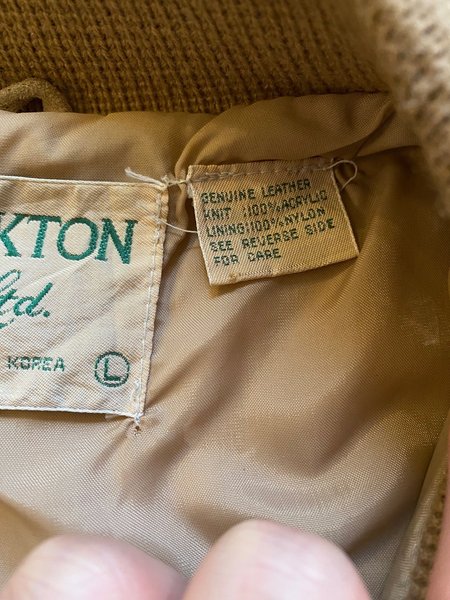 KTON
Ltd.
KOREA L
GENUINE LEATHER
KNIT :100%ACRYLIC
LINING:100%NYLON
SEE REVERSE SIDE
FOR CARE